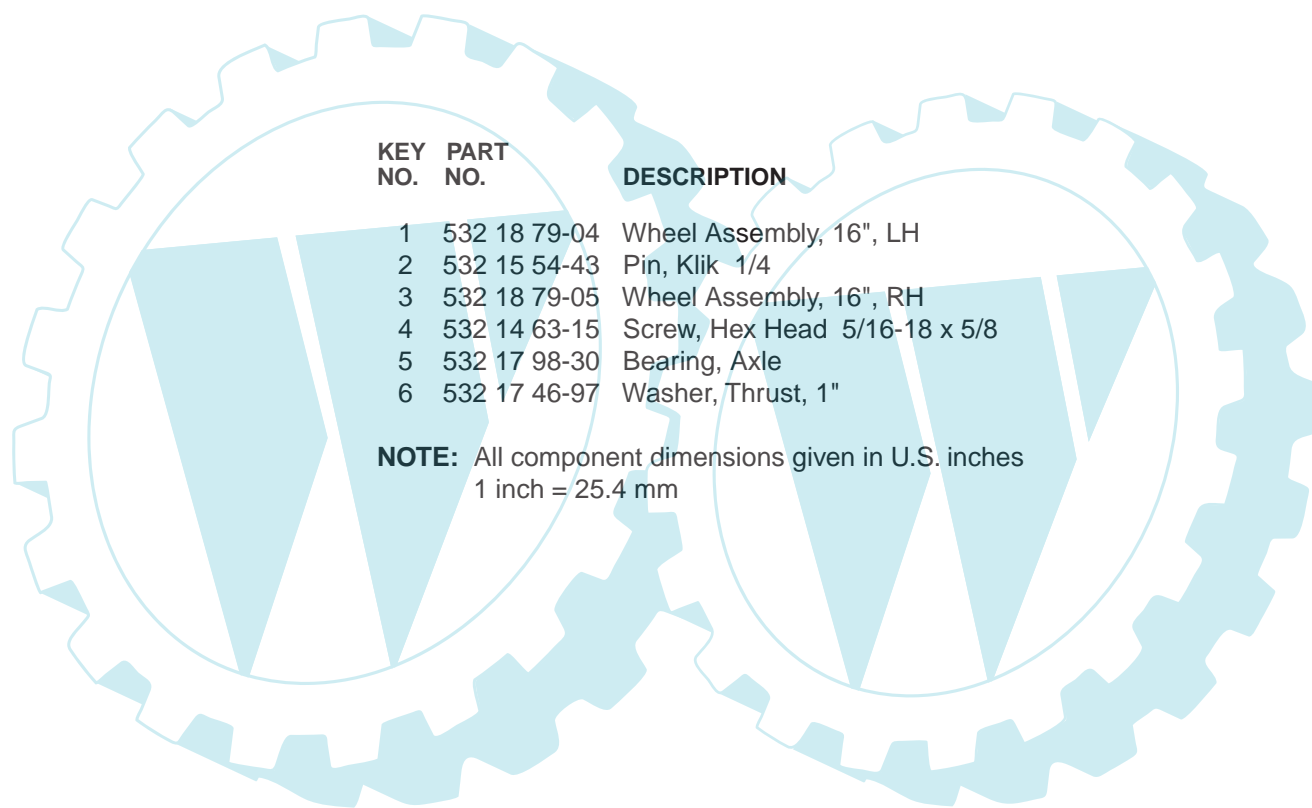 KEY PART
NO. NO. DESCRIPTION
1 532 18 79-04 Wheel Assembly, 16", LH
2 532 15 54-43 Pin, Klik 1/4
3 532 18 79-05 Wheel Assembly, 16", RH
4 532 14 63-15 Screw, Hex Head 5/16-18 x 5/8
5 532 17 98-30 Bearing, Axle
6 532 17 46-97 Washer, Thrust, 1"
NOTE: All component dimensions given in U.S. inches
1 inch = 25.4 mm